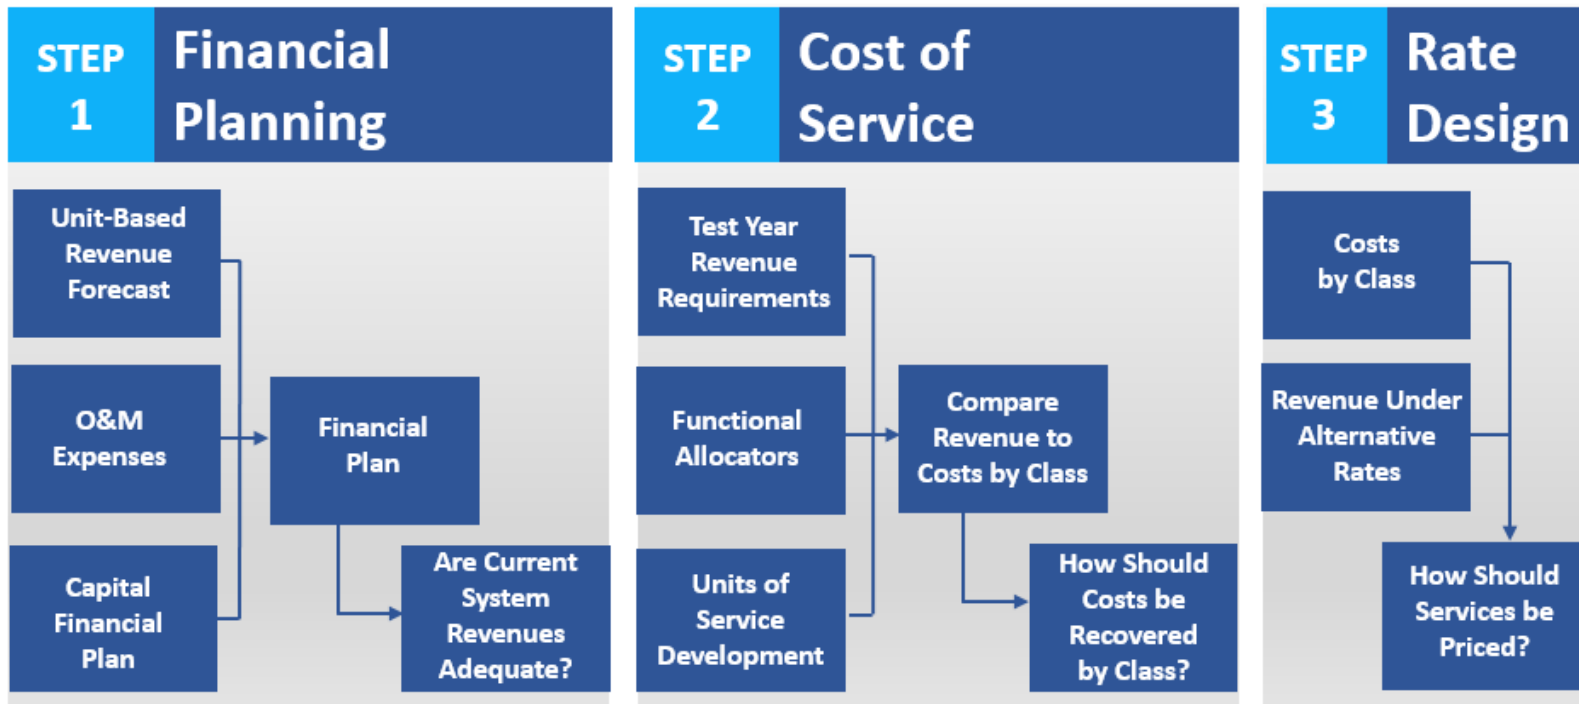 STEP
1
Financial
Planning
Unit-Based
Revenue
Forecast
O&M
Expenses
Capital
Financial
Plan
Financial
Plan
Are Current
System
Revenues
Adequate?
STEP
2
Cost of
Service
Test Year
Revenue
Requirements
Functional
Allocators
Units of
Service
Development
Compare
Revenue to
Costs by Class
How Should
Costs be
Recovered
by Class?
STEP
3
Rate
Design
Costs
by Class
Revenue Under
Alternative
Rates
How Should
Services be
Priced?